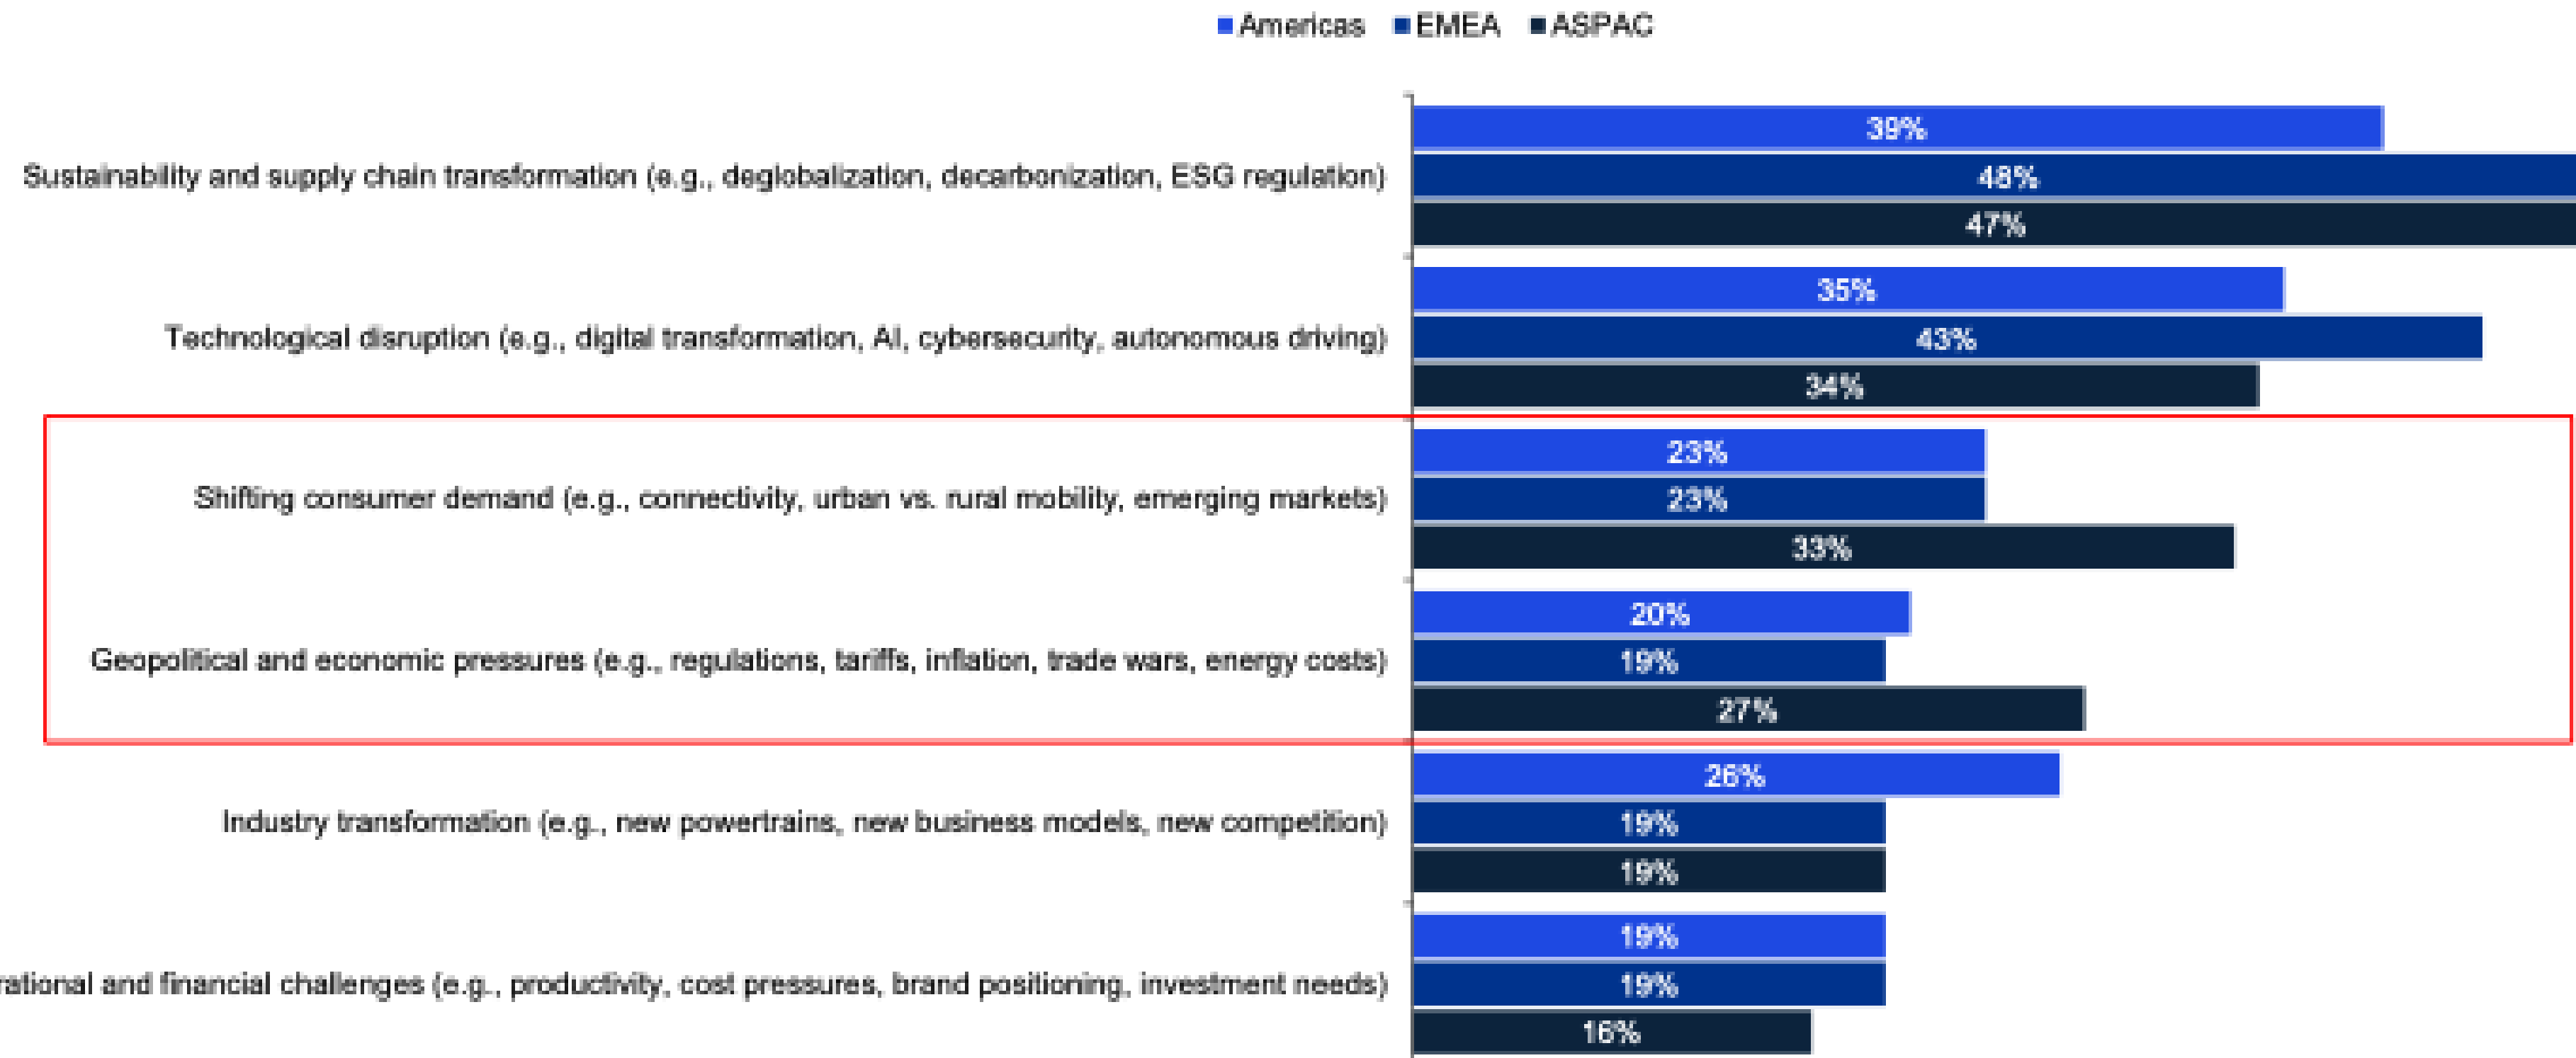 Americas EMEA ASPAC
39%
Sustainability and supply chain transformation (e.g., deglobalization, decarbonization, ESG regulation)
48%
47%
35%
Technological disruption (e.g., digital transformation, AI, cybersecurity, autonomous driving)
43%
34%
23%
Shifting consumer demand (e.g., connectivity, urban vs. rural mobility, emerging markets)
23%
33%
20%
Geopolitical and economic pressures (e.g., regulations, tariffs, inflation, trade wars, energy costs)
19%
27%
26%
Industry transformation (e.g., new powertrains, new business models, new competition)
19%
19%
19%
rational and financial challenges (e.g., productivity, cost pressures, brand positioning, investment needs)
19%
16%